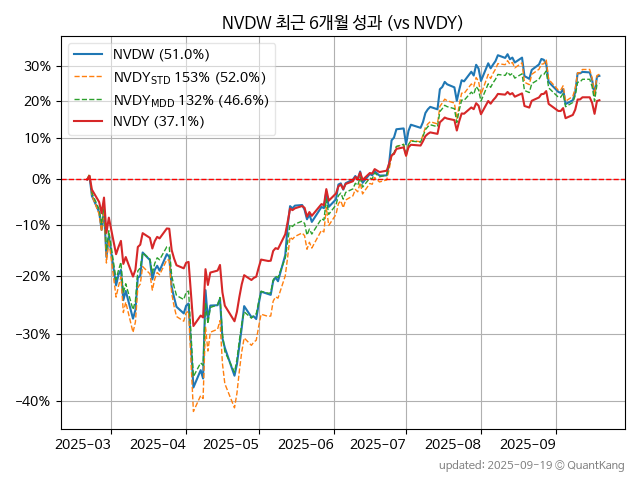 NVDW 최근 6개월 성과 (vs NVDY)
NVDW (51.0%)
NVDY_STD 153% (52.0%)
NVDY_MDD 132% (46.6%)
NVDY (37.1%)
30%
20%
10%
0%
−10%
−20%
−30%
−40%
2025-03
2025-04
2025-05
2025-06
2025-07
2025-08
2025-09
updated: 2025-09-19 © QuantKang